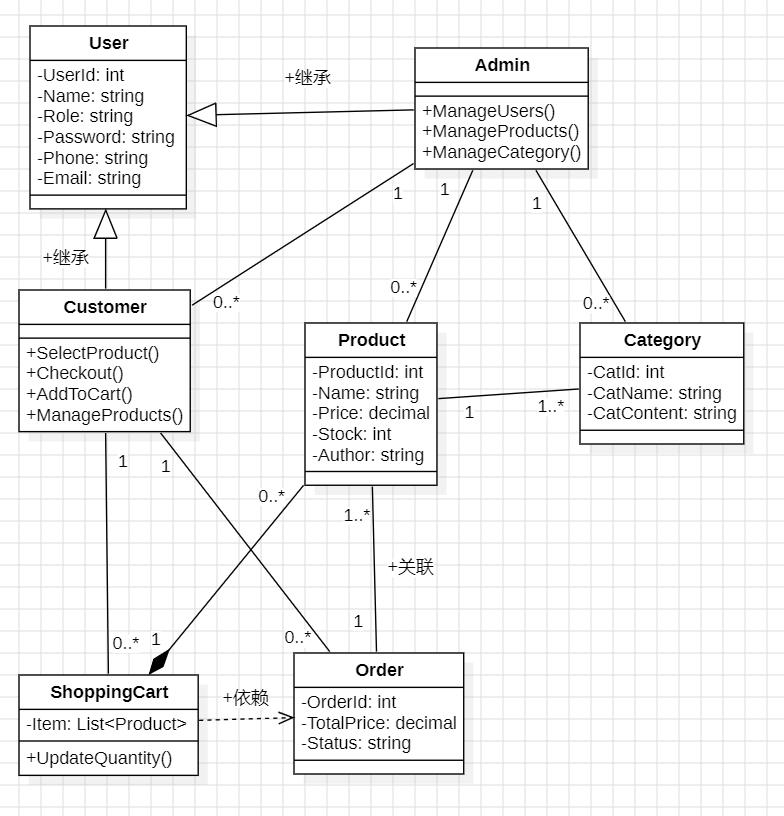 User
-UserId: int
-Name: string
-Role: string
-Password: string
-Phone: string
-Email: string
+继承
Admin
+ManageUsers()
+ManageProducts()
+ManageCategory()
1
1
1
+继承
0..*
0..*
0..*
Customer
+SelectProduct()
+Checkout()
+AddToCart()
+ManageProducts()
Product
-ProductId: int
-Name: string
-Price: decimal
-Stock: int
-Author: string
Category
-CatId: int
-CatName: string
-CatContent: string
1
1..*
1
1
0..*
1..*
+关联
0..*
1
0..*
1
ShoppingCart
-Item: List<Product>
+UpdateQuantity()
+依赖
Order
-OrderId: int
-TotalPrice: decimal
-Status: string